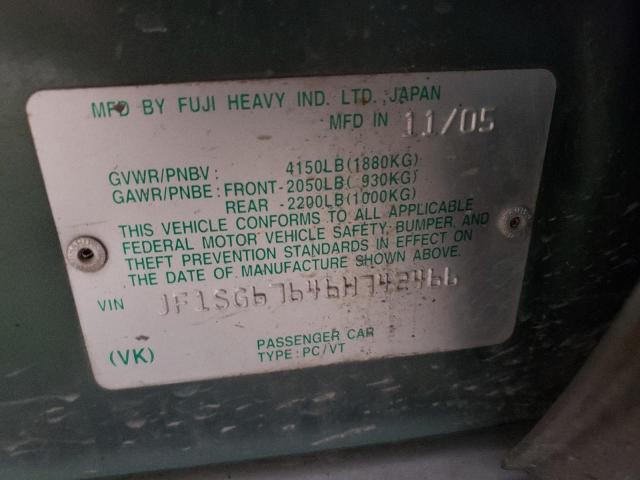 MFD BY FUJI HEAVY IND. LTD., JAPAN
MFD IN 11/05
GVWR/PNBV : 4150LB(1880KG)
GAWR/PNBE : FRONT-2050LB( 930KG)
REAR -2200LB(1000KG)
THIS VEHICLE CONFORMS TO ALL APPLICABLE
FEDERAL MOTOR VEHICLE SAFETY, BUMPER, AND
THEFT PREVENTION STANDARDS IN EFFECT ON
THE DATE OF MANUFACTURE SHOWN ABOVE.
VIN JF1SG67646H742466
(VK) PASSENGER CAR
TYPE : PC/VT